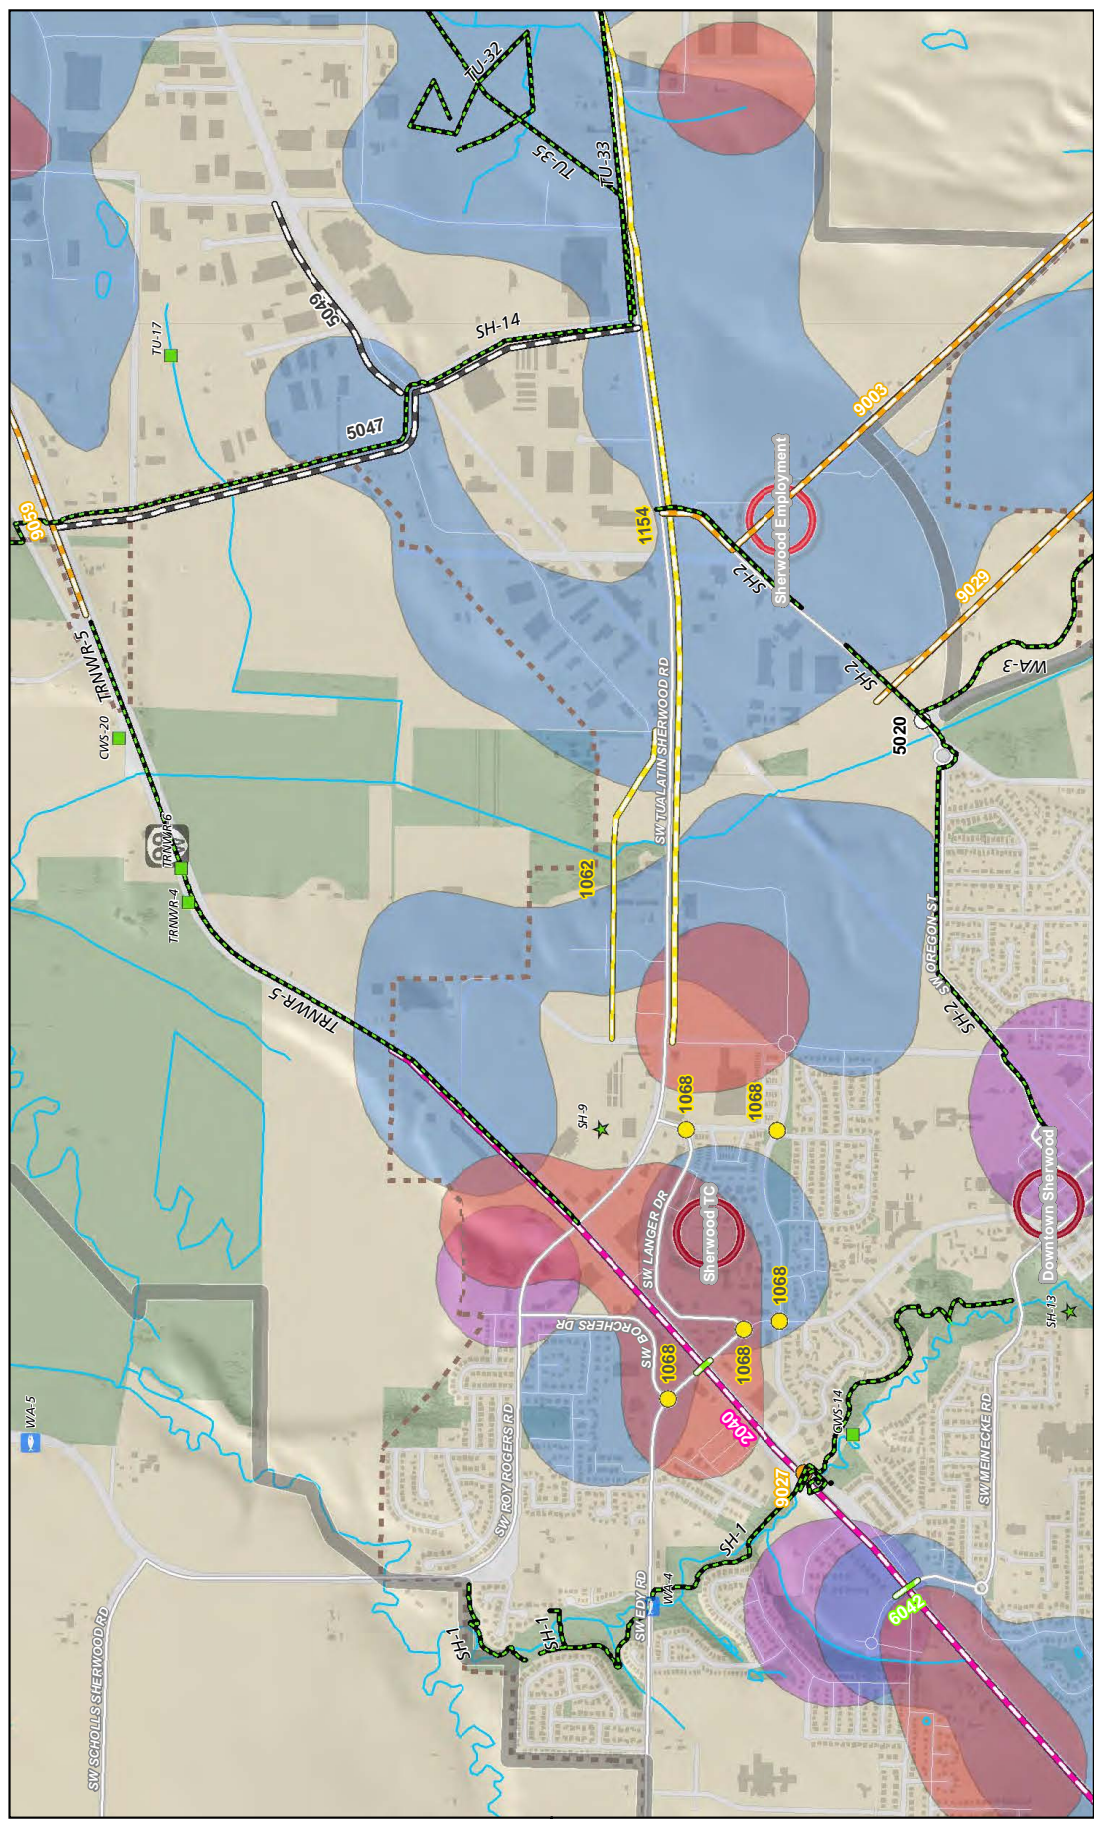 TU-32
TU-35
TU-33
TU-17
5049
SH-14
5047
9059
TRNWR-5
CWS-20
TRNWR-6
99
W
TRNWR-4
TRNWR-5
9003
Sherwood Employment
1154
SH-2
9029
SH-2
WA-3
5020
SW TUALATIN SHERWOOD RD
1062
SW OREGON ST
SH-2
SH-9
1068
1068
SW LANGER DR
Sherwood TC
Downtown Sherwood
1068
SH-13
SW BORCHERS DR
1068
1068
2040
CWS-14
WA-5
SW ROY ROGERS RD
SW MEINECKE RD
9027
SH-1
WA-4
SW EDY RD
6042
SH-1
SH-1
SW SCHOLLS SHERWOOD RD